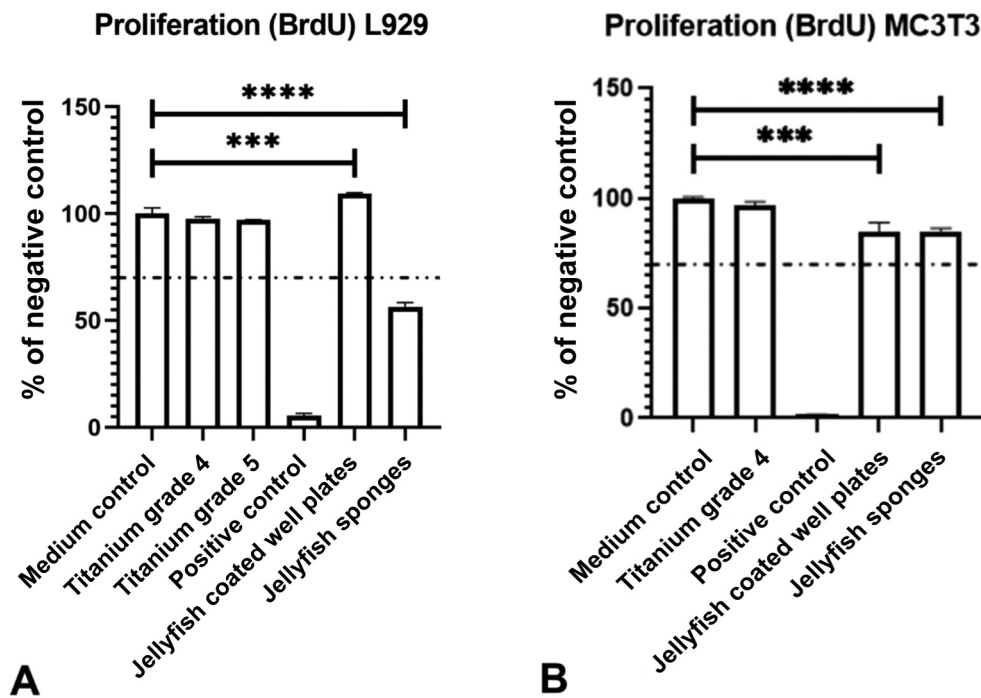 Proliferation (BrdU) L929
% of negative control
150
100
50
0
****
***
Medium control
Titanium grade 4
Titanium grade 5
Positive control
Jellyfish coated well plates
Jellyfish sponges
A
Proliferation (BrdU) MC3T3
% of negative control
150
100
50
0
****
***
Medium control
Titanium grade 4
Positive control
Jellyfish coated well plates
Jellyfish sponges
B